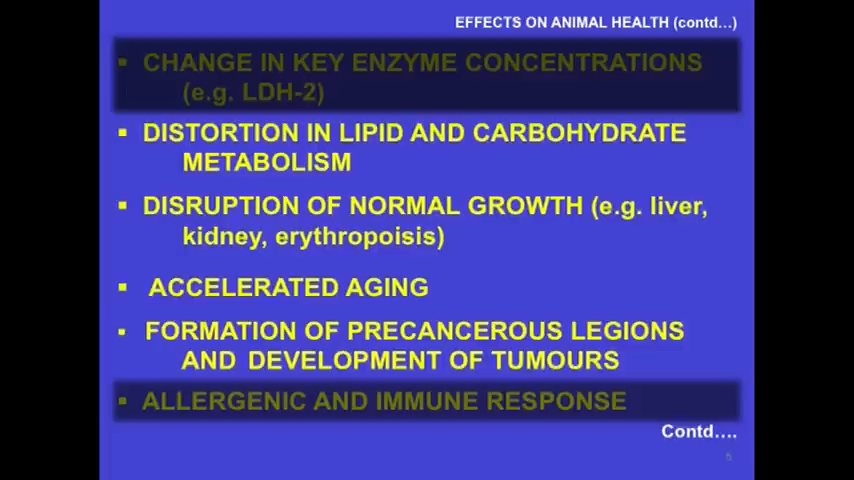 EFFECTS ON ANIMAL HEALTH (contd...)
▪ CHANGE IN KEY ENZYME CONCENTRATIONS
(e.g. LDH-2)
▪ DISTORTION IN LIPID AND CARBOHYDRATE
METABOLISM
▪ DISRUPTION OF NORMAL GROWTH (e.g. liver,
kidney, erythropoisis)
▪ ACCELERATED AGING
▪ FORMATION OF PRECANCEROUS LEGIONS
AND DEVELOPMENT OF TUMOURS
▪ ALLERGENIC AND IMMUNE RESPONSE
Contd....